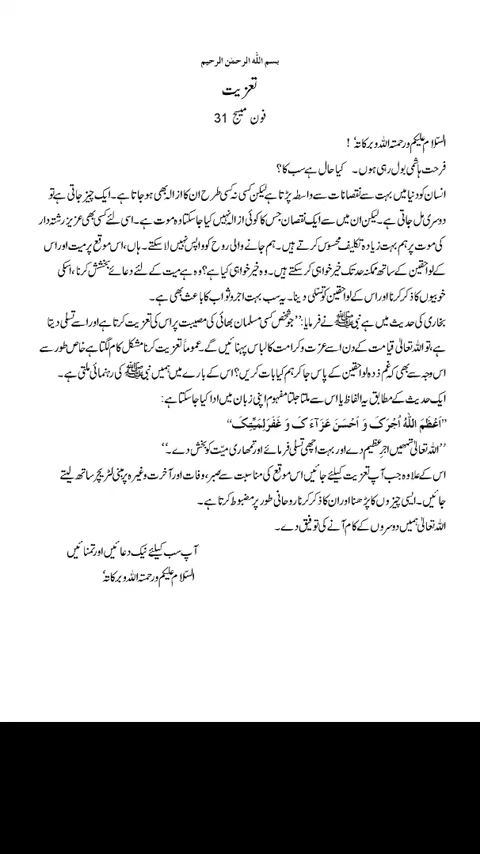 بسم اللہ الرحمٰن الرحیم
تعزیت
فون میسج 31
السّلام علیکم ورحمتہ اللہ وبرکاتہٗ !
فرحت ہاشمی بول رہی ہوں۔ کیا حال ہے سب کا؟
انسان کو دنیا میں بہت سے نقصانات سے واسطہ پڑتا ہے لیکن کسی نہ کسی طرح ان کا ازالہ بھی ہو جاتا ہے۔ ایک چیز جاتی ہے تو
دوسری مل جاتی ہے۔ لیکن ان میں سے ایک نقصان جس کا کوئی ازالہ نہیں کیا جا سکتا وہ موت ہے۔ اسی لئے کسی بھی عزیز رشتہ دار
کی موت پر ہم بہت زیادہ تکلیف محسوس کرتے ہیں۔ ہم جانے والی روح کو واپس نہیں لا سکتے۔ ہاں، اس موقع پر میت اور اس
کے لواحقین کے ساتھ ممکنہ حد تک خیر خواہی کر سکتے ہیں۔ وہ خیر خواہی کیا ہے؟ وہ ہے میت کے لئے دعائے بخشش کرنا، اسکی
خوبیوں کا ذکر کرنا اور اس کے لواحقین کو تسلی دینا۔ یہ سب بہت اجر و ثواب کا باعث بھی ہے۔
بخاری کی حدیث میں ہے نبی ﷺ نے فرمایا:’’جو شخص کسی مسلمان بھائی کی مصیبت پر اس کی تعزیت کرتا ہے اور اسے تسلی دیتا
ہے، تو اللہ تعالیٰ قیامت کے دن اسے عزت و کرامت کا لباس پہنائیں گے۔ عموماً تعزیت کرنا مشکل کام لگتا ہے خاص طور سے
اس وجہ سے بھی کہ غم زدہ لواحقین کے پاس جا کر ہم کیا بات کریں؟ اس کے بارے میں ہمیں نبی ﷺ کی رہنمائی ملتی ہے۔
ایک حدیث کے مطابق یہ الفاظ یا اس سے ملتا جلتا مفہوم اپنی زبان میں ادا کیا جا سکتا ہے:
“اَعْظَمَ اللّٰهُ اُجْرَکَ وَ اَحْسَنَ عَزَآءَ کَ وَ غَفَرَ لِمَیِّتِکَ“
’’اللہ تعالیٰ تمھیں اجرِ عظیم دے اور بہت اچھی تسلی فرمائے اور تمھاری میّت کو بخش دے۔‘‘
اس کے علاوہ جب آپ تعزیت کیلئے جائیں اس موقع کی مناسبت سے صبر، وفات اور آخرت وغیرہ پر مبنی لٹریچر ساتھ لیتے
جائیں۔ ایسی چیزوں کا پڑھنا اور ان کا ذکر کرنا روحانی طور پر مضبوط کرتا ہے۔
اللہ تعالیٰ ہمیں دوسروں کے کام آنے کی توفیق دے۔
آپ سب کیلئے نیک دعائیں اور تمنائیں
السّلام علیکم ورحمتہ اللہ وبرکاتہٗ